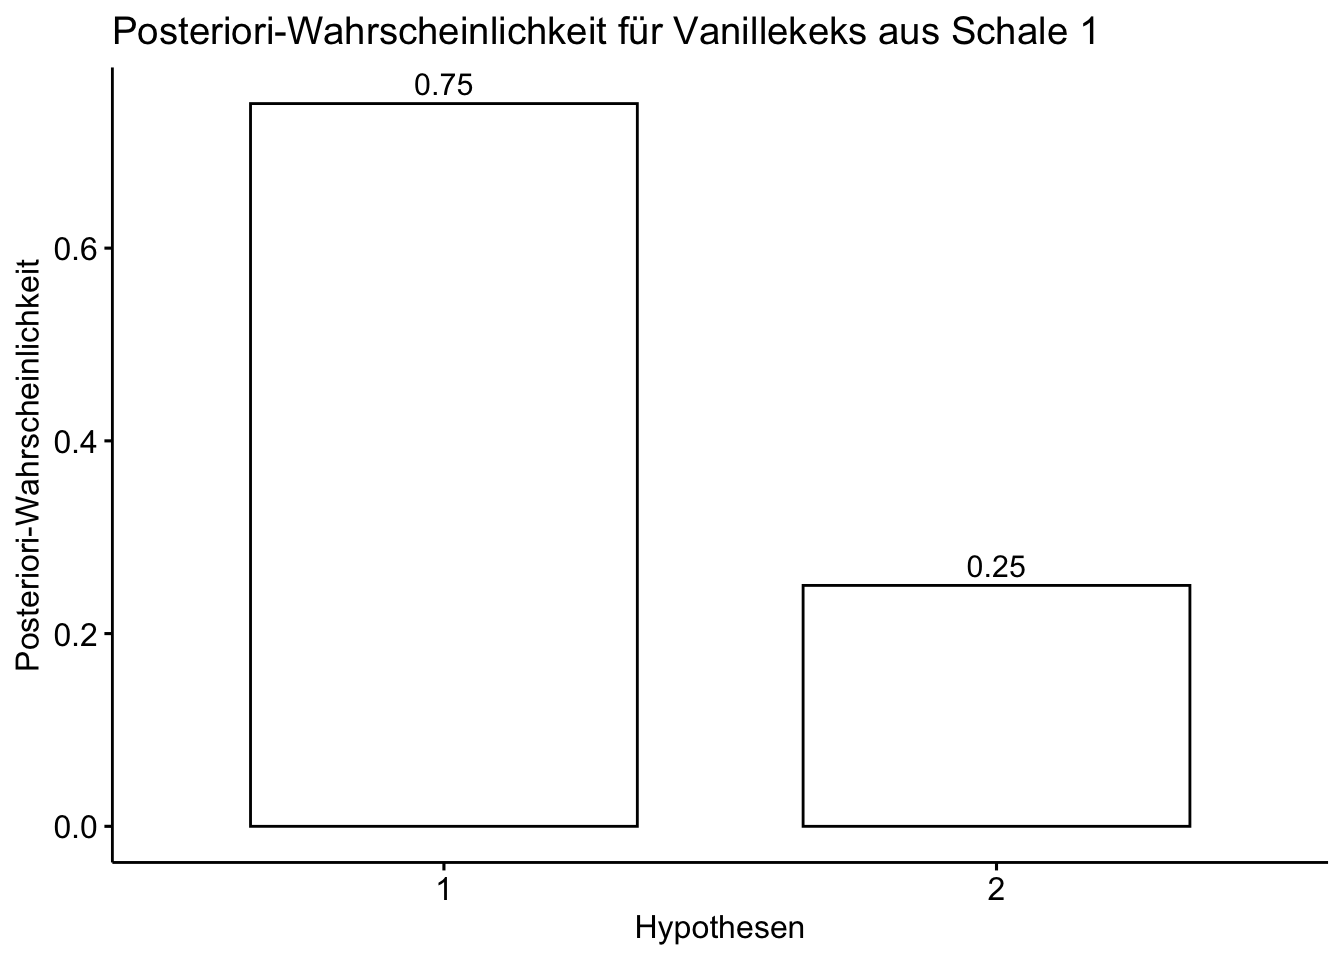 Posteriori-Wahrscheinlichkeit für Vanillekeks aus Schale 1
0.75
0.25
0.6
0.4
0.2
0.0
Posteriori-Wahrscheinlichkeit
1
2
Hypothesen